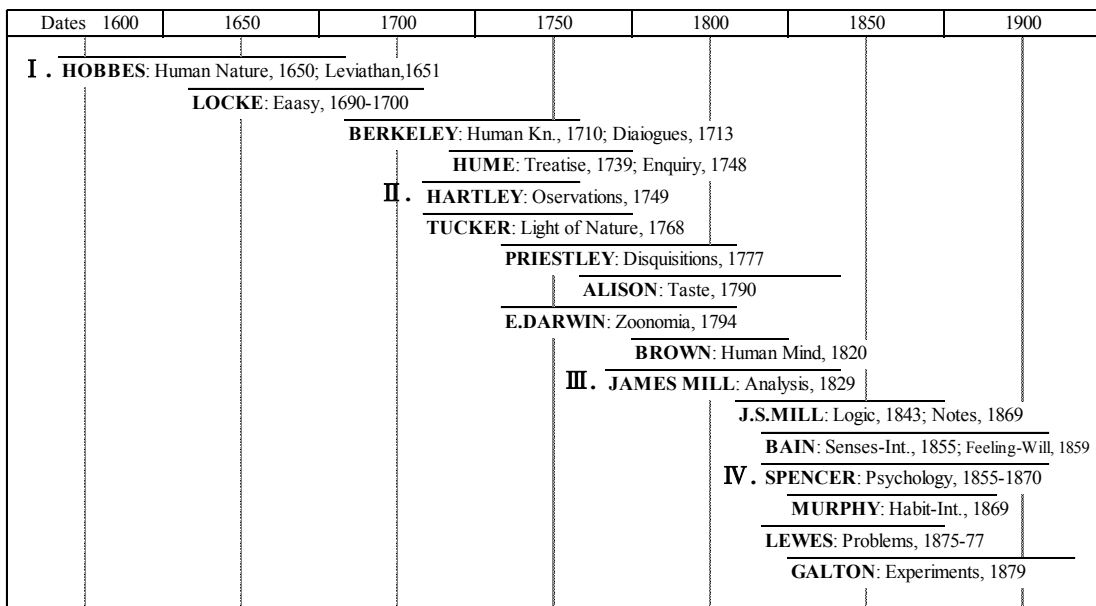 Dates 1600 1650 1700 1750 1800 1850 1900
Ⅰ. HOBBES: Human Nature, 1650; Leviathan,1651
LOCKE: Eaasy, 1690-1700
BERKELEY: Human Kn., 1710; Diaiogues, 1713
HUME: Treatise, 1739; Enquiry, 1748
Ⅱ. HARTLEY: Oservations, 1749
TUCKER: Light of Nature, 1768
PRIESTLEY: Disquisitions, 1777
ALISON: Taste, 1790
E.DARWIN: Zoonomia, 1794
BROWN: Human Mind, 1820
Ⅲ. JAMES MILL: Analysis, 1829
J.S.MILL: Logic, 1843; Notes, 1869
BAIN: Senses-Int., 1855; Feeling-Will, 1859
Ⅳ. SPENCER: Psychology, 1855-1870
MURPHY: Habit-Int., 1869
LEWES: Problems, 1875-77
GALTON: Experiments, 1879